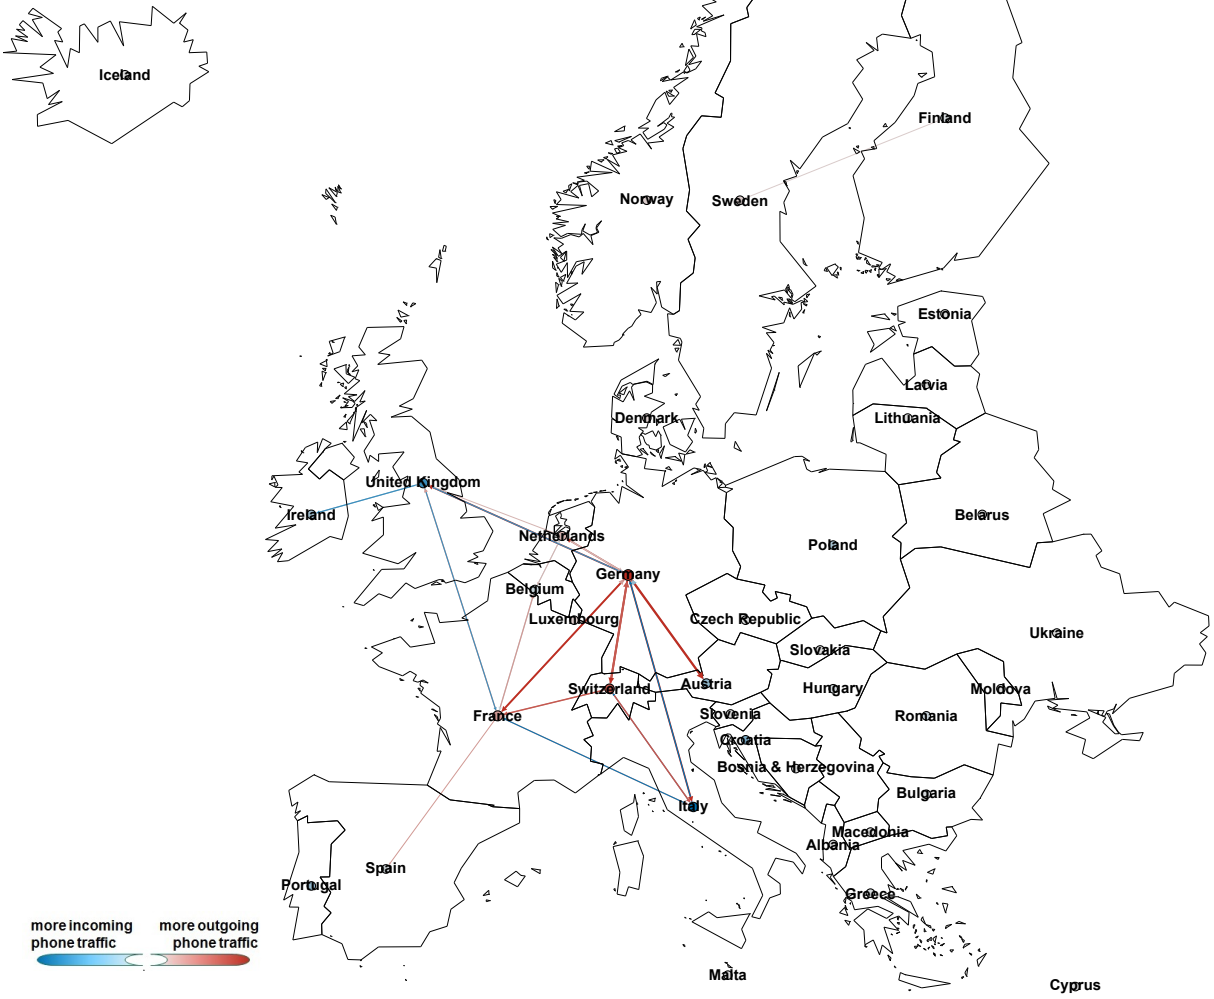 Iceland
Finland
Norway
Sweden
Estonia
Latvia
Denmark
Lithuania
United Kingdom
Ireland
Belarus
Netherlands
Poland
Germany
Belgium
Luxembourg
Czech Republic
Ukraine
Slovakia
Austria
Switzerland
Hungary
Moldova
France
Slovenia
Romania
Croatia
Bosnia & Herzegovina
Bulgaria
Italy
Macedonia
Albania
Spain
Portugal
Greece
more incoming
phone traffic
more outgoing
phone traffic
Malta
Cyprus